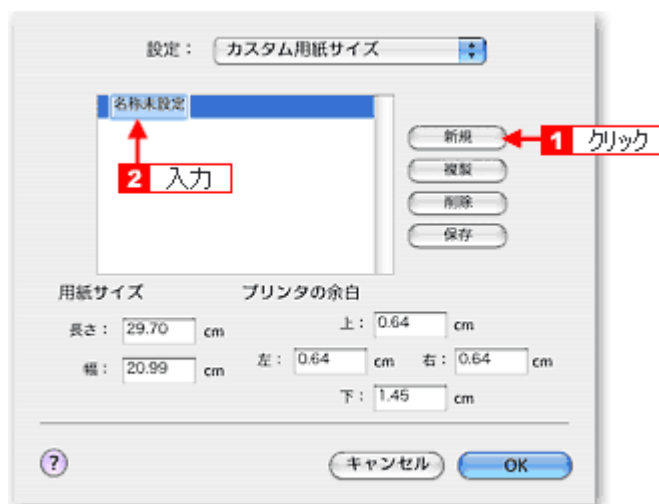 設定： カスタム用紙サイズ
名称未設定
新規
1 クリック
2 入力
複製
削除
保存
用紙サイズ
プリンタの余白
長さ： 29.70 cm
上： 0.64 cm
幅： 20.99 cm
左： 0.64 cm 右： 0.64 cm
下： 1.45 cm
? キャンセル OK